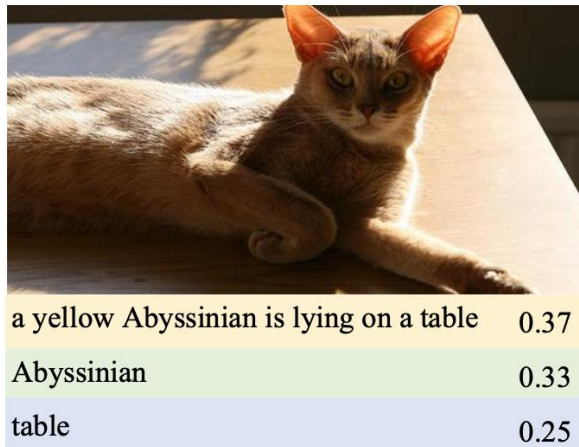 a yellow Abyssinian is lying on a table 0.37
Abyssinian 0.33
table 0.25